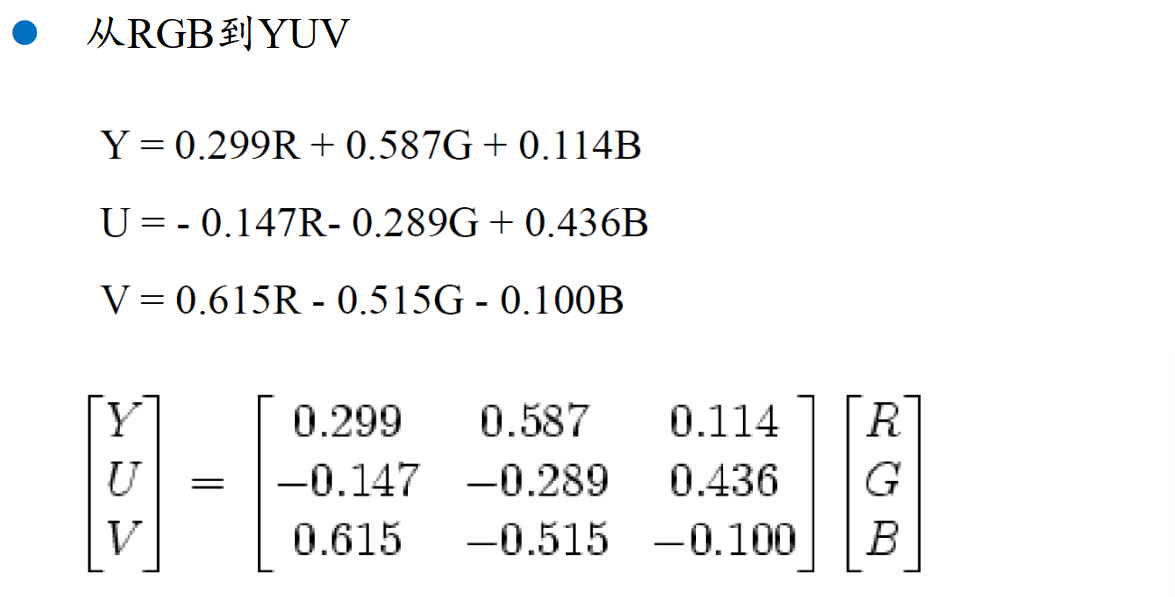 从RGB到YUV
Y = 0.299R + 0.587G + 0.114B
U = - 0.147R- 0.289G + 0.436B
V = 0.615R - 0.515G - 0.100B
[Y] [0.299 0.587 0.114] [R]
[U] = [−0.147 −0.289 0.436] [G]
[V] [0.615 −0.515 −0.100] [B]